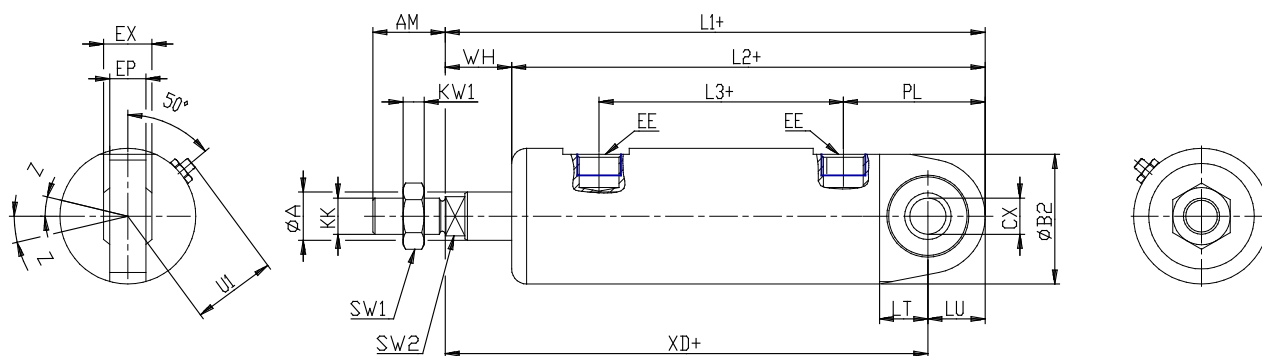 EX
AM
L1+
EP
WH
L2+
50°
KW1
L3+
PL
EE
EE
Z
Z
ØA
KK
CX
ØB2
U1
SW1
SW2
LT
LU
XD+